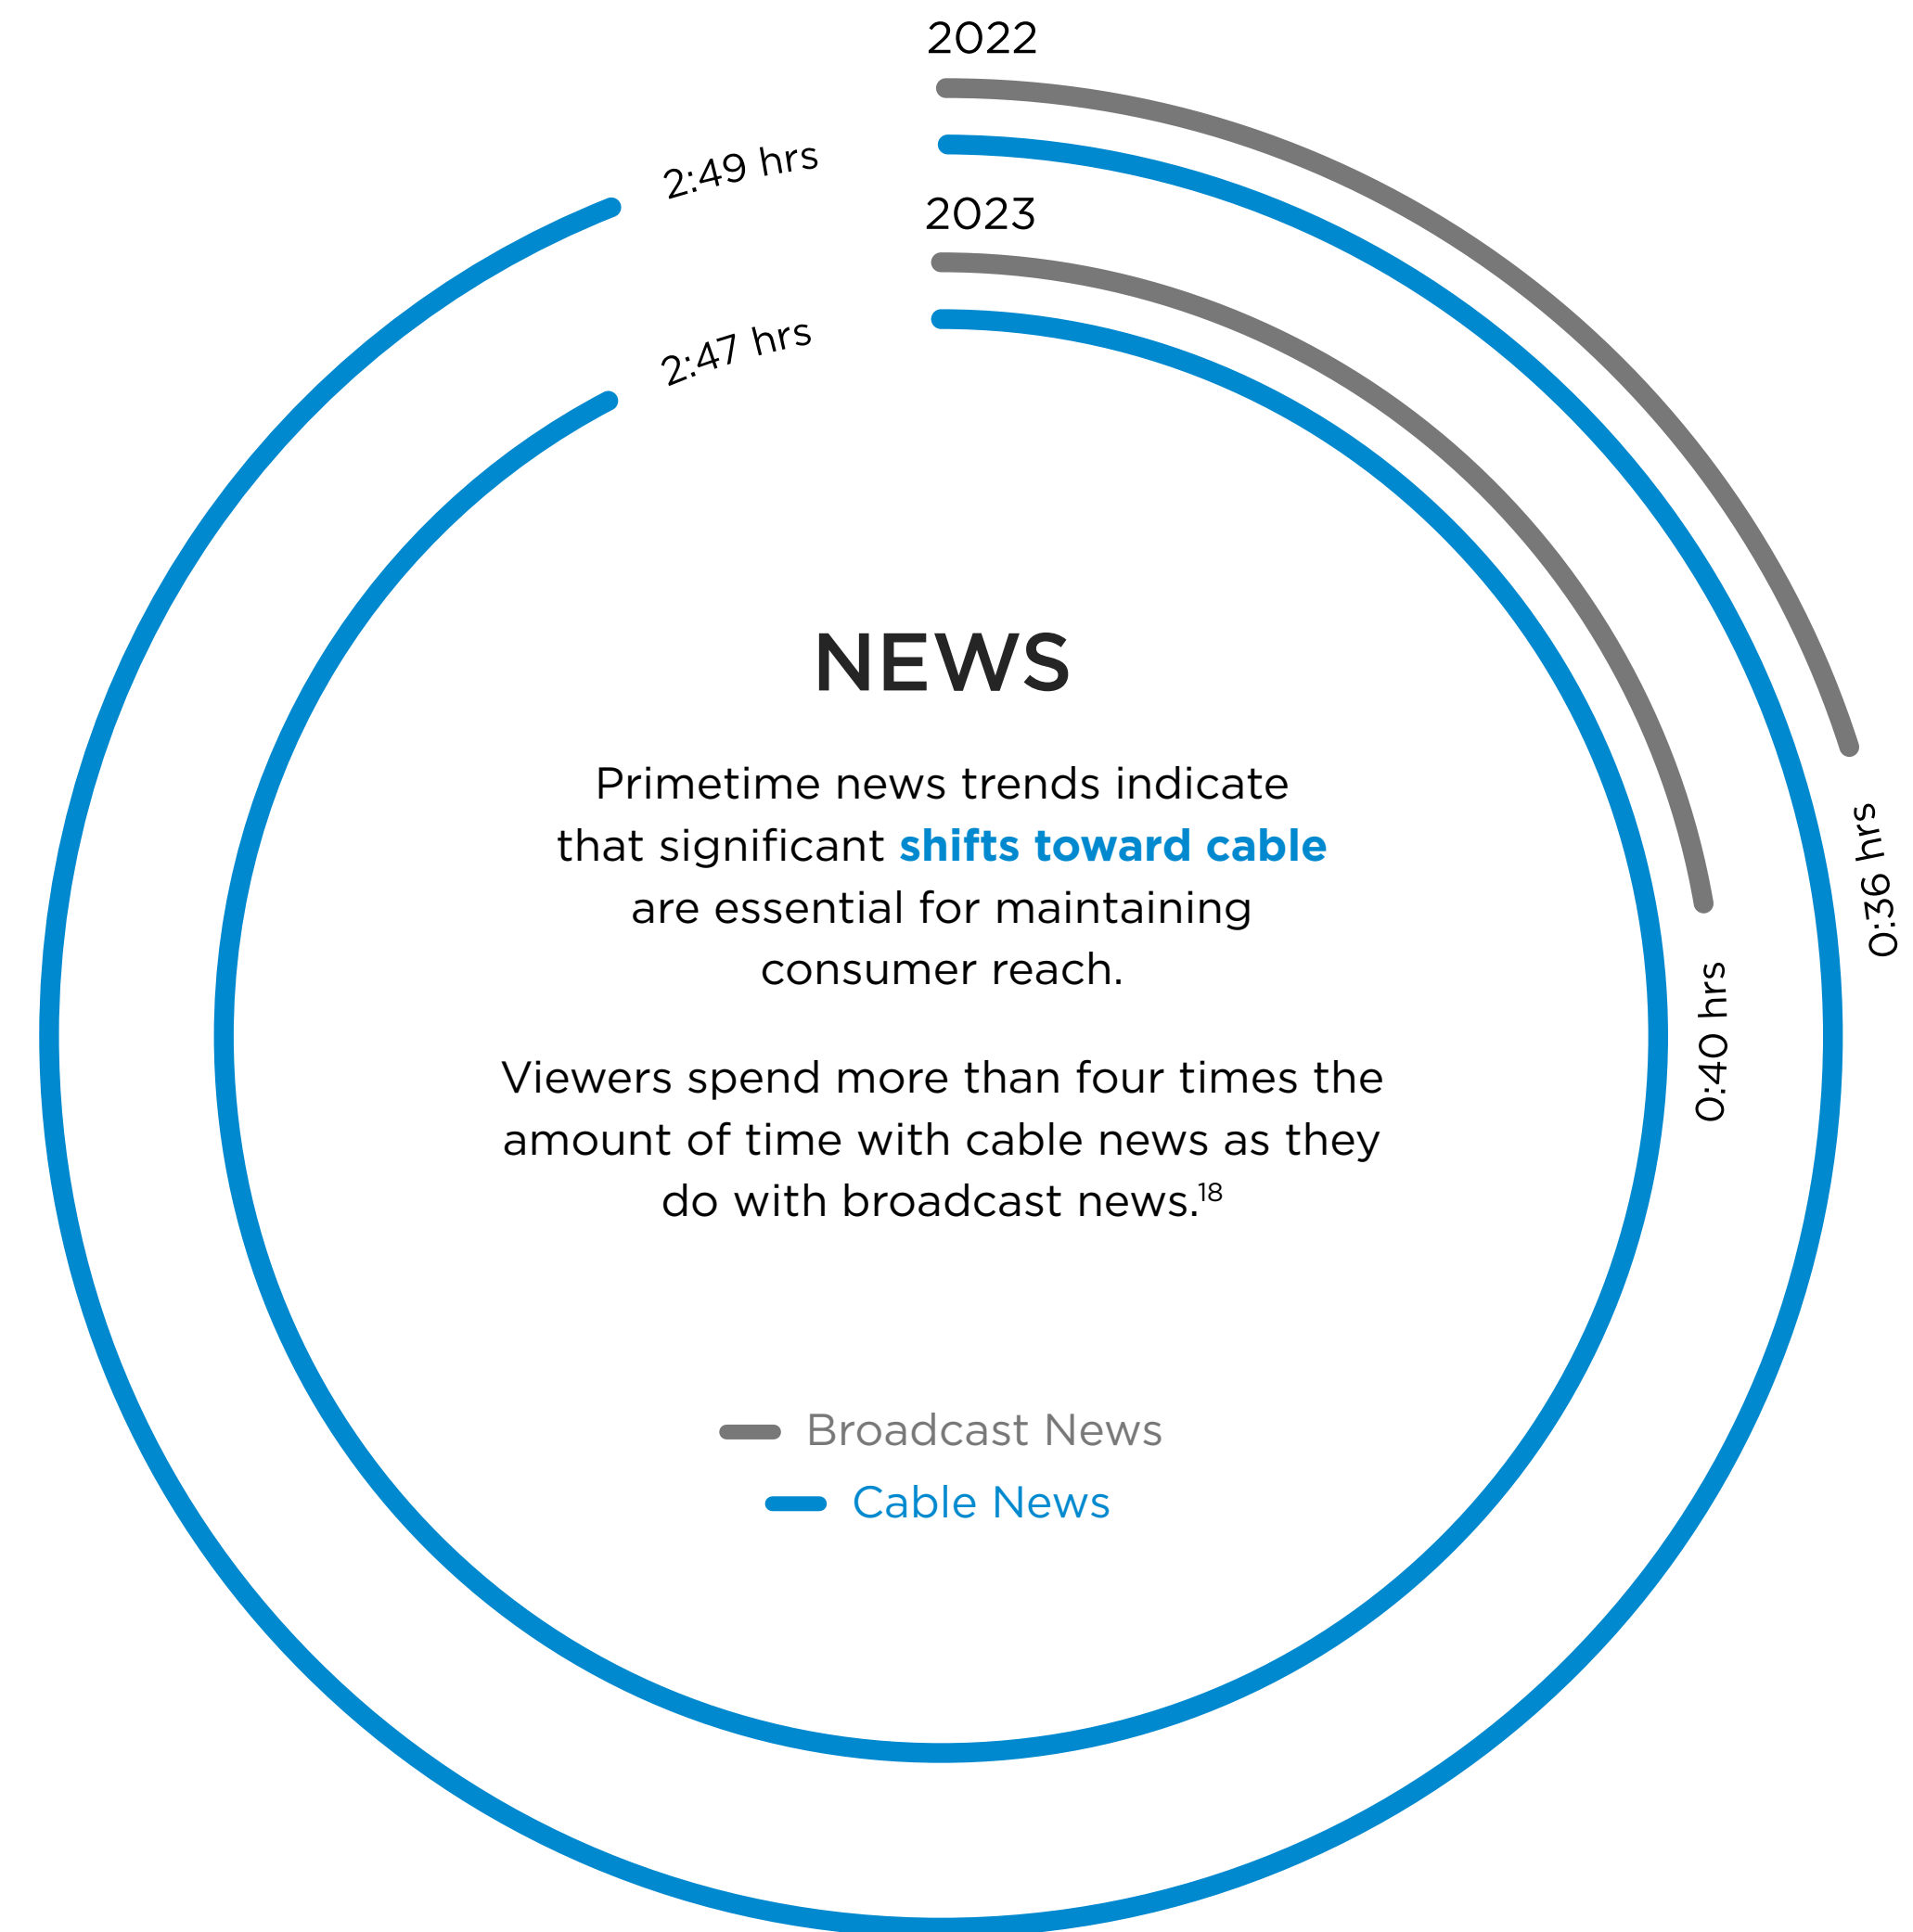 2022
2:49 hrs
2023
2:47 hrs
NEWS
Primetime news trends indicate
that significant shifts toward cable
are essential for maintaining
consumer reach.
0:36 hrs
0:40 hrs
Viewers spend more than four times the
amount of time with cable news as they
do with broadcast news.18
Broadcast News
Cable News